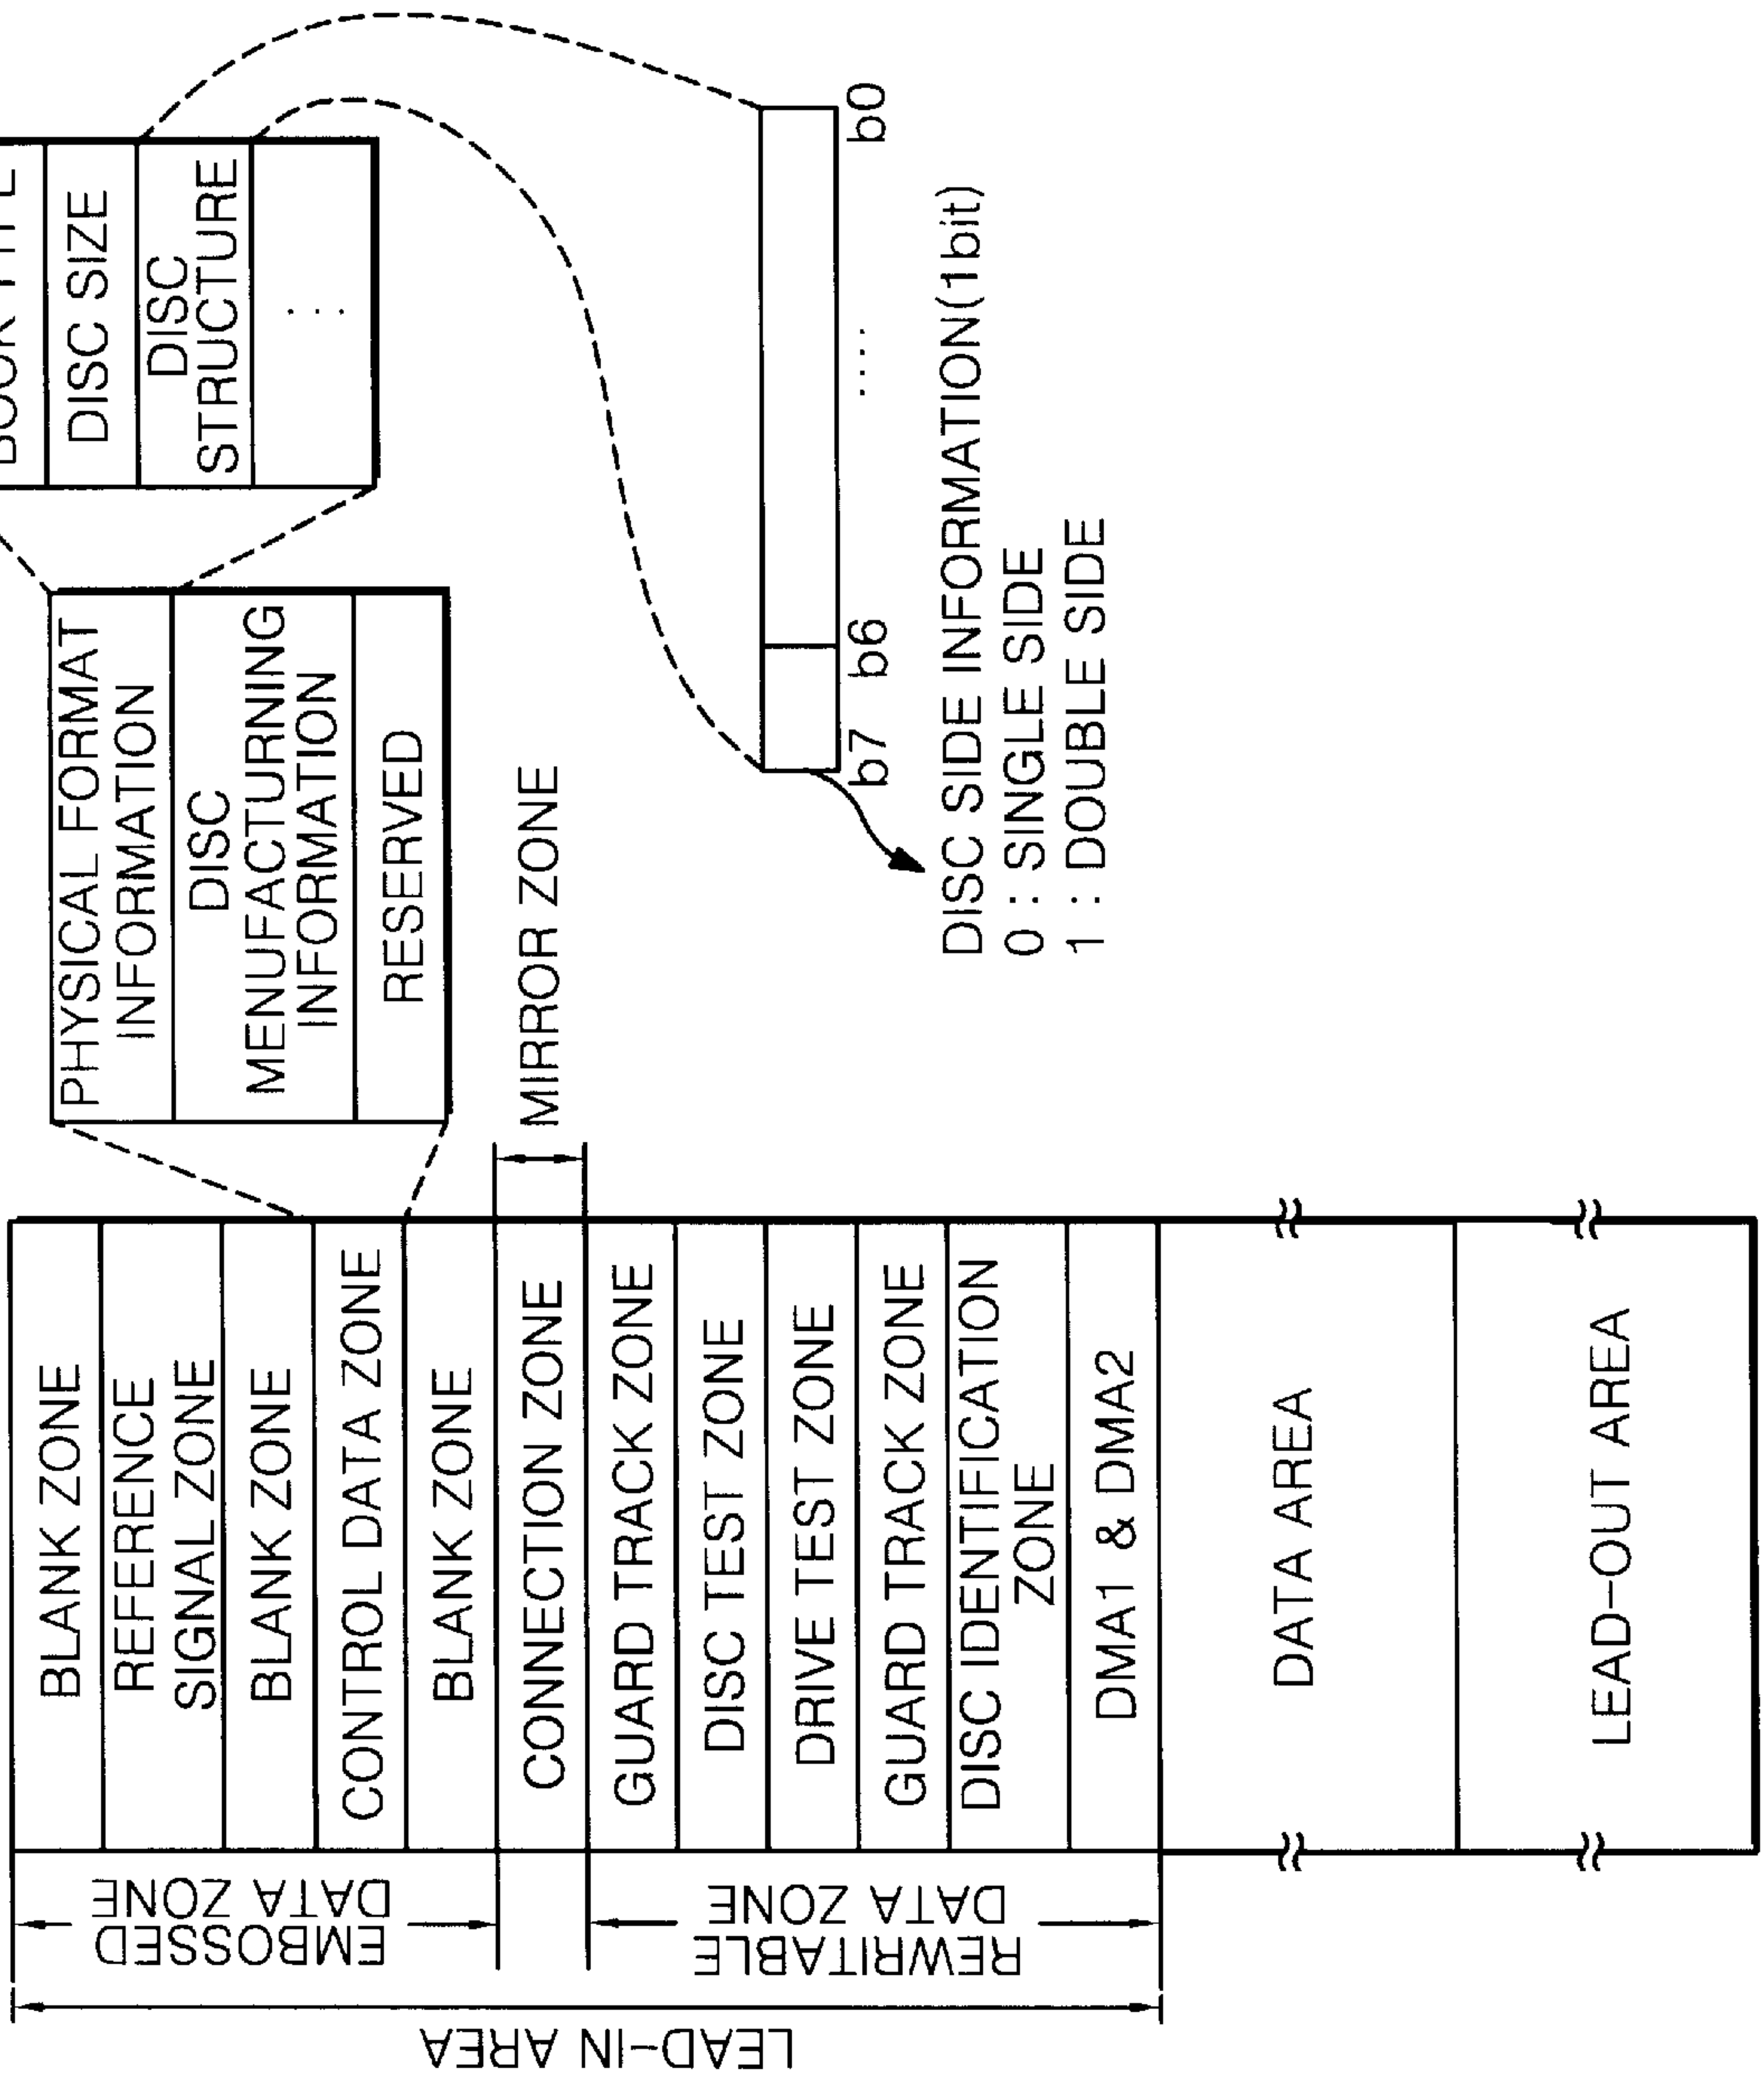 LEAD-IN AREA
EMBOSSED
DATA ZONE
REWRITABLE
DATA ZONE
BLANK ZONE
REFERENCE
SIGNAL ZONE
BLANK ZONE
CONTROL DATA ZONE
BLANK ZONE
CONNECTION ZONE
GUARD TRACK ZONE
DISC TEST ZONE
DRIVE TEST ZONE
GUARD TRACK ZONE
DISC IDENTIFICATION
ZONE
DMA1 & DMA2
DATA AREA
LEAD-OUT AREA
MIRROR ZONE
PHYSICAL FORMAT
INFORMATION
DISC
MENUFACTURNING
INFORMATION
RESERVED
DISC SIZE
DISC
STRUCTURE
...
b7 b6 .... b0
DISC SIDE INFORMATION(1bit)
0 : SINGLE SIDE
1 : DOUBLE SIDE